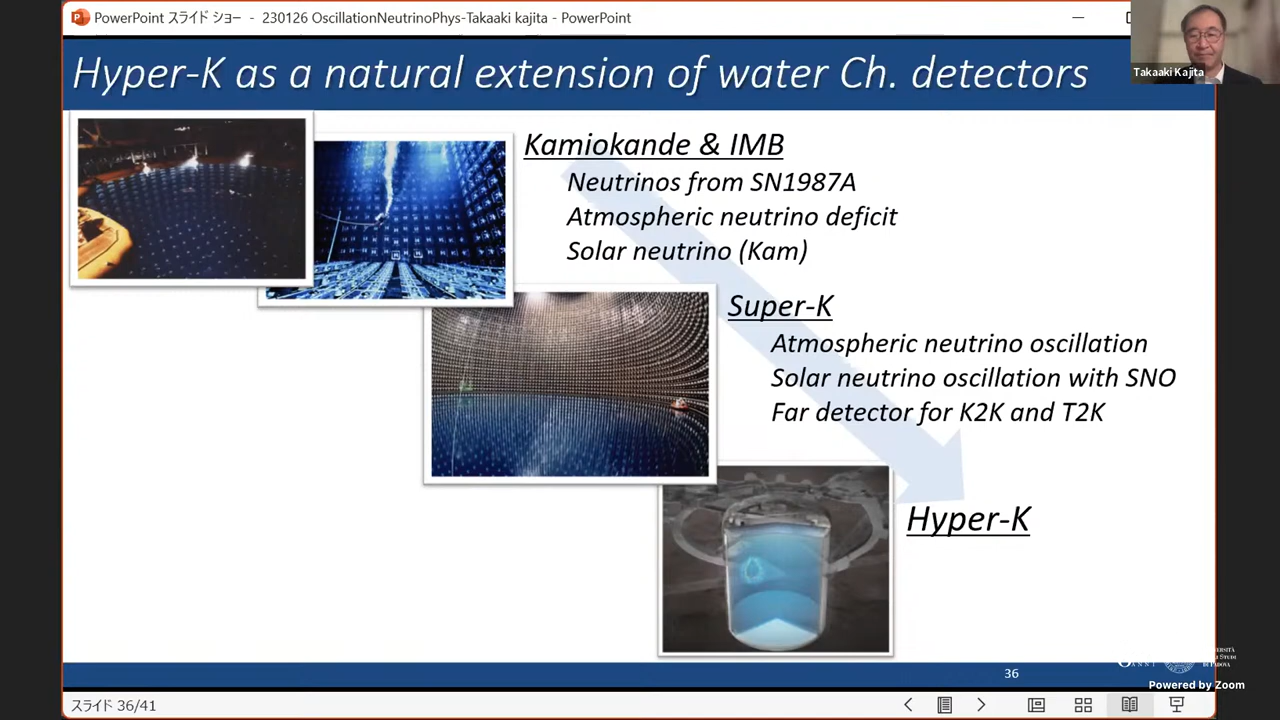 PowerPoint スライド ショー - 230126 OscillationNeutrinoPhys-Takaaki kajita - PowerPoint
Takaaki Kajita
Hyper-K as a natural extension of water Ch. detectors
Kamiokande & IMB
Neutrinos from SN1987A
Atmospheric neutrino deficit
Solar neutrino (Kam)
Super-K
Atmospheric neutrino oscillation
Solar neutrino oscillation with SNO
Far detector for K2K and T2K
Hyper-K
36
Powered by Zoom
スライド 36/41